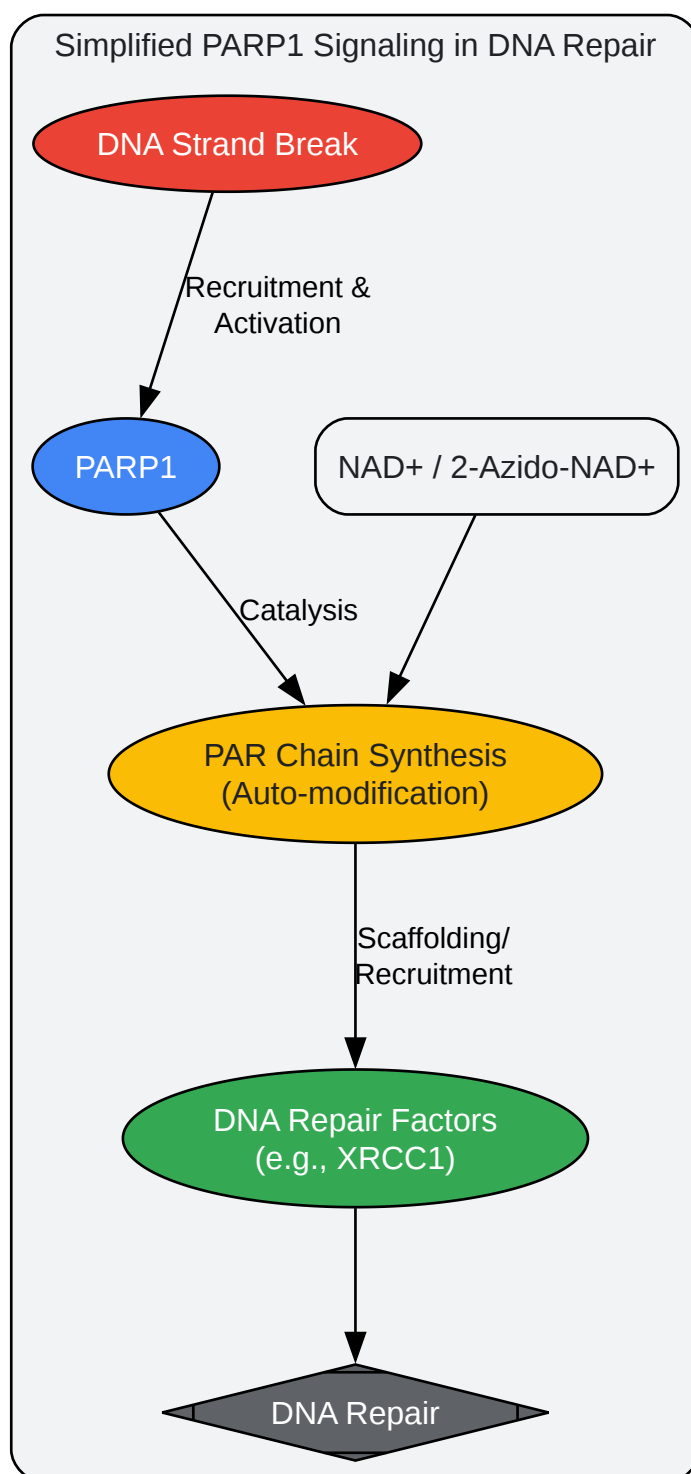 Simplified PARP1 Signaling in DNA Repair
DNA Strand Break
Recruitment &
Activation
PARP1
NAD+ / 2-Azido-NAD+
Catalysis
PAR Chain Synthesis
(Auto-modification)
Scaffolding/
Recruitment
DNA Repair Factors
(e.g., XRCC1)
DNA Repair